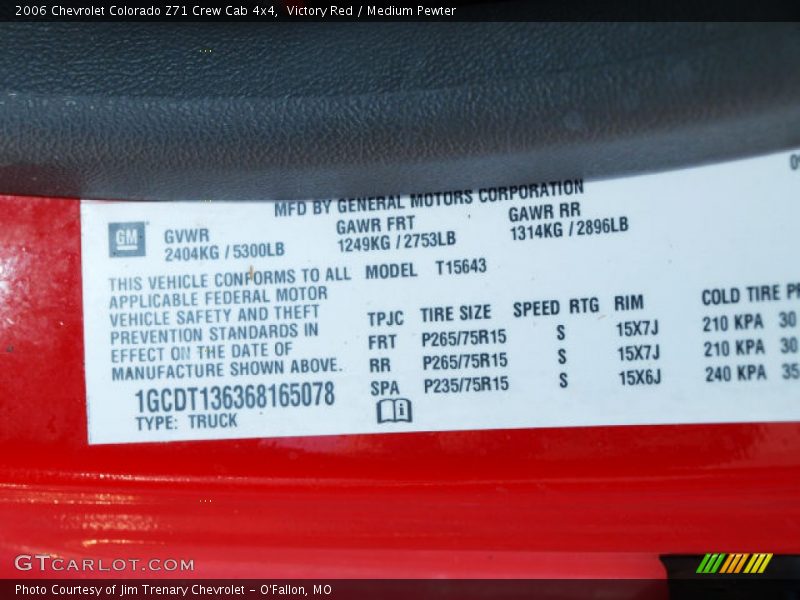 2006 Chevrolet Colorado Z71 Crew Cab 4x4, Victory Red / Medium Pewter
MFD BY GENERAL MOTORS CORPORATION
GM
GVWR
2404KG / 5300LB
GAWR FRT
1249KG / 2753LB
GAWR RR
1314KG / 2896LB
THIS VEHICLE CONFORMS TO ALL
APPLICABLE FEDERAL MOTOR
VEHICLE SAFETY AND THEFT
PREVENTION STANDARDS IN
EFFECT ON THE DATE OF
MANUFACTURE SHOWN ABOVE.
1GCDT136368165078
TYPE: TRUCK
MODEL T15643
TPJC TIRE SIZE SPEED RTG RIM COLD TIRE
FRT P265/75R15 S 15X7J 210 KPA 30
RR P265/75R15 S 15X7J 210 KPA 30
SPA P235/75R15 S 15X6J 240 KPA 35
GTCARLOT.COM
Photo Courtesy of Jim Trenary Chevrolet - O'Fallon, MO